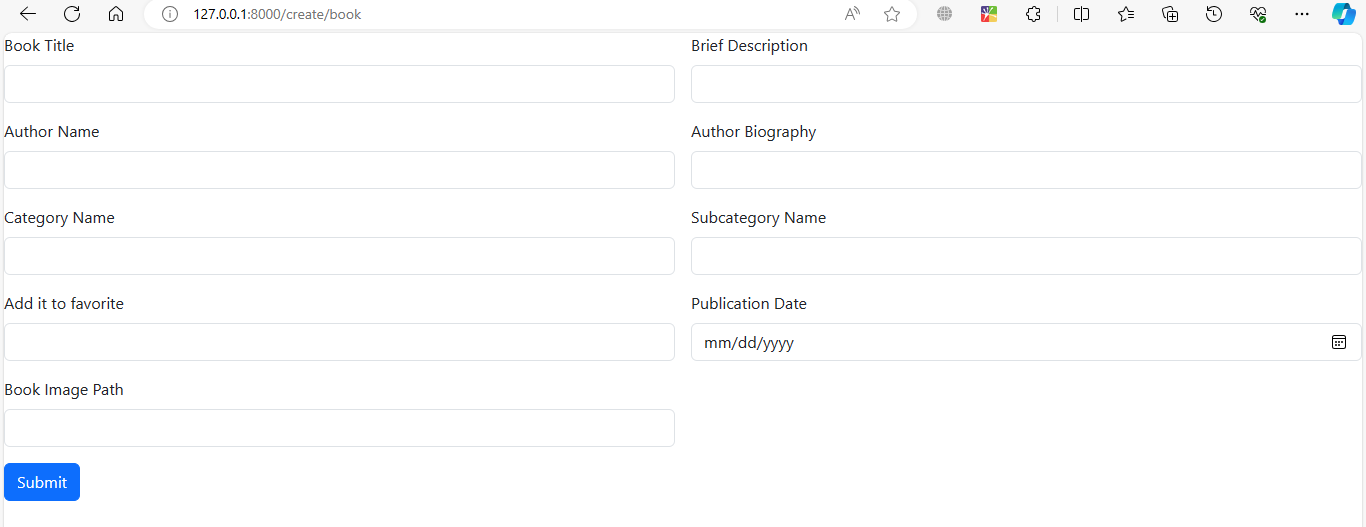 127.0.0.1:8000/create/book
Book Title
Brief Description
Author Name
Author Biography
Category Name
Subcategory Name
Add it to favorite
Publication Date
mm/dd/yyyy
Book Image Path
Submit